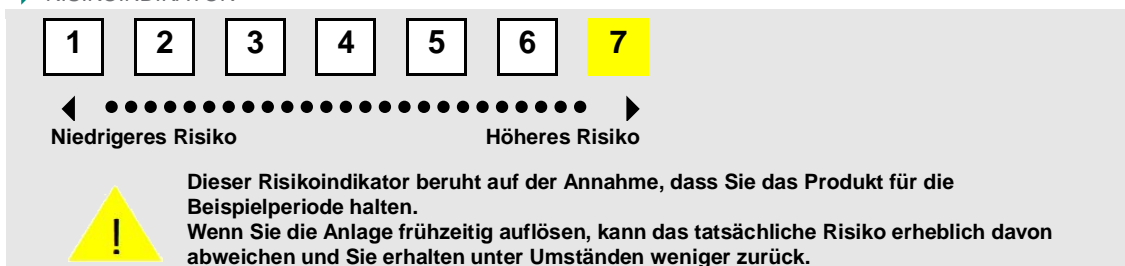 RISIKOINDIKATOR
1 2 3 4 5 6 7
Niedrigeres Risiko Höheres Risiko
Dieser Risikoindikator beruht auf der Annahme, dass Sie das Produkt für die
Beispielperiode halten.
! Wenn Sie die Anlage frühzeitig auflösen, kann das tatsächliche Risiko erheblich davon
abweichen und Sie erhalten unter Umständen weniger zurück.